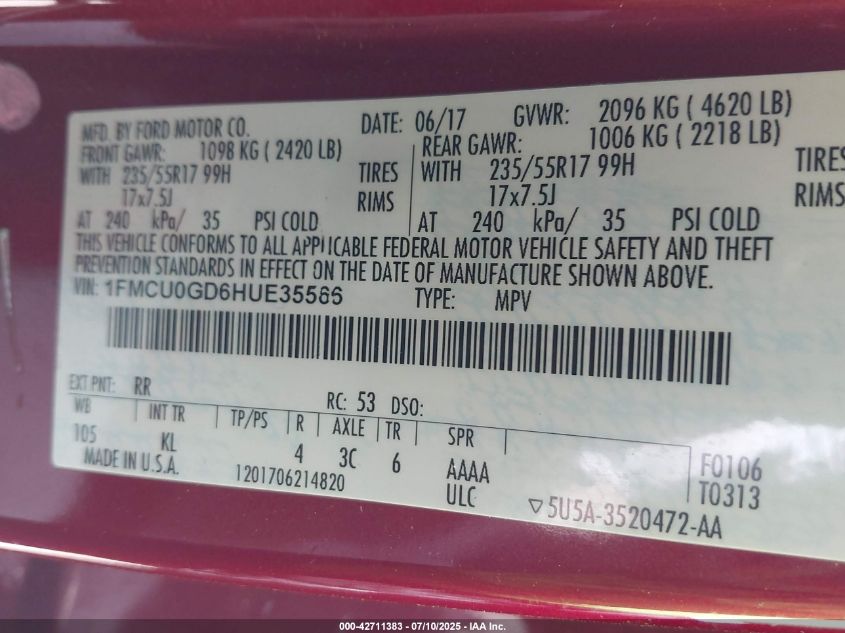 MFD. BY FORD MOTOR CO. DATE: 06/17 GVWR: 2096 KG ( 4620 LB)
FRONT GAWR: 1098 KG ( 2420 LB) REAR GAWR: 1006 KG ( 2218 LB)
WITH 235/55R17 99H TIRES WITH 235/55R17 99H TIRES
17x7.5J RIMS 17x7.5J RIMS
AT 240 kPa/ 35 PSI COLD AT 240 kPa/ 35 PSI COLD
THIS VEHICLE CONFORMS TO ALL APPLICABLE FEDERAL MOTOR VEHICLE SAFETY AND THEFT
PREVENTION STANDARDS IN EFFECT ON THE DATE OF MANUFACTURE SHOWN ABOVE.
VIN: 1FMCU0GD6HUE35566 TYPE: MPV
EXT PNT: RR RC: 53 DSO:
WB INT TR TP/PS R AXLE TR SPR
105 KL 4 3C 6 AAAA F0106
MADE IN U.S.A. 1201706214820 ULC T0313
▽5U5A-3520472-AA
000-42711383 - 07/10/2025 - IAA Inc.